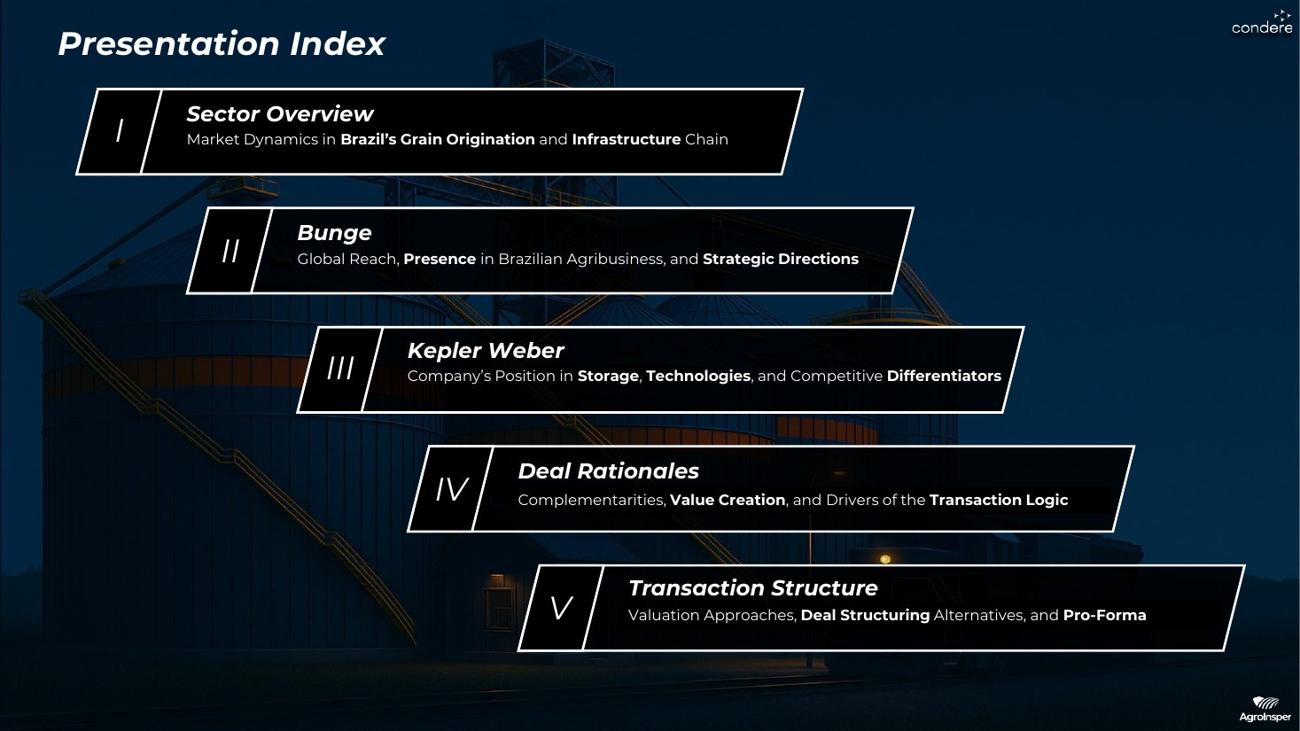 Presentation Index
condere
I
Sector Overview
Market Dynamics in Brazil's Grain Origination and Infrastructure Chain
II
Bunge
Global Reach, Presence in Brazilian Agribusiness, and Strategic Directions
III
Kepler Weber
Company's Position in Storage, Technologies, and Competitive Differentiators
IV
Deal Rationales
Complementarities, Value Creation, and Drivers of the Transaction Logic
V
Transaction Structure
Valuation Approaches, Deal Structuring Alternatives, and Pro-Forma
AgroInsper